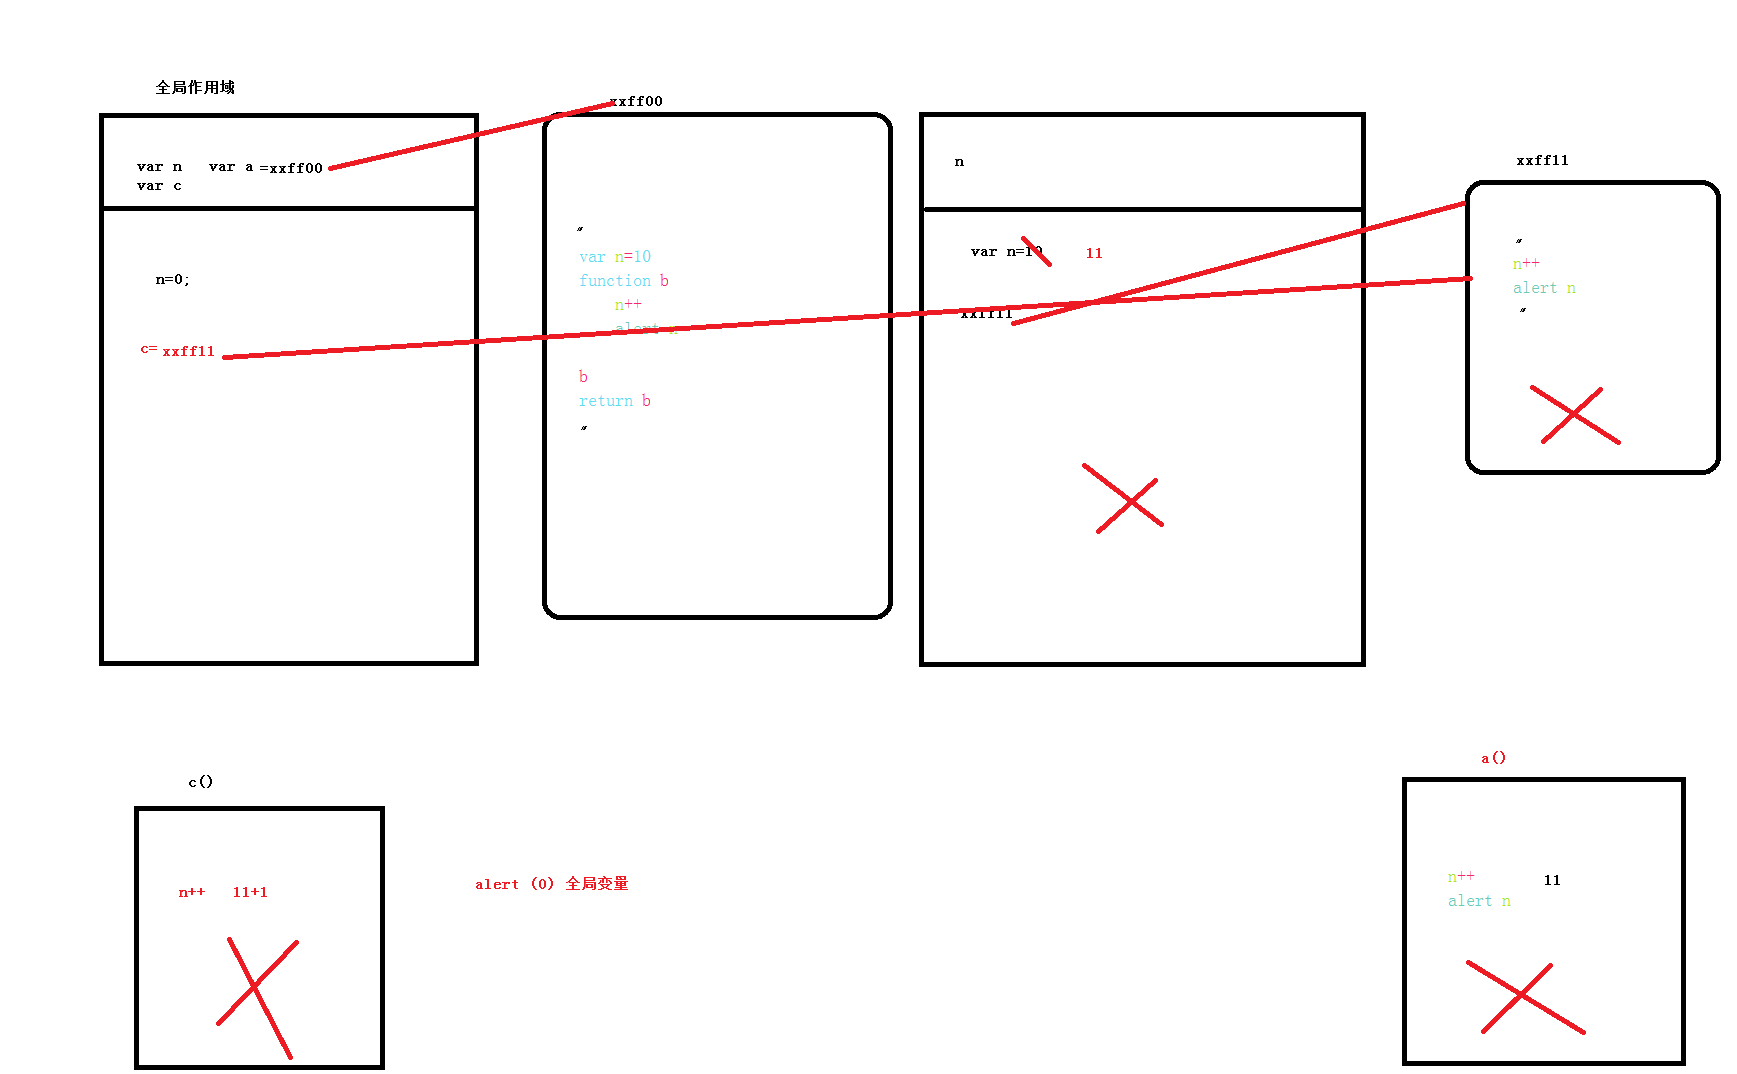 全局作用域
var n   var a =xxff00
var c
n=0;
c= xxff11
xxff00
"
var n=10
function b
n++
alert n
b
return b
"
n
var n=10   11
xxff11
xxff11
"
n++
alert n
"
c()
n++   11+1
alert (0) 全局变量
a()
n++   11
alert n